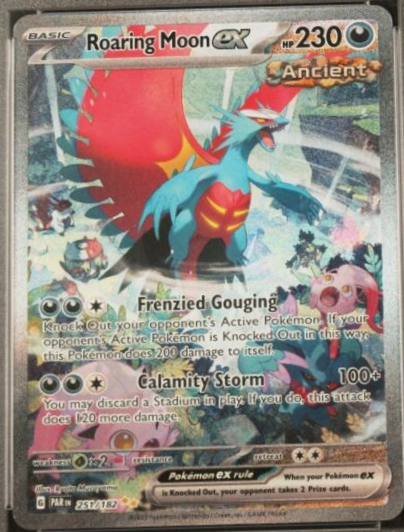 BASIC
Roaring Moon ex HP 230
Ancient
Frenzied Gouging
Knock Out your opponent's Active Pokémon. If your
opponent's Active Pokémon is Knocked Out in this way,
this Pokémon does 200 damage to itself.
Calamity Storm 100+
You may discard a Stadium in play. If you do, this attack
does 120 more damage.
weakness ×2 resistance retreat
Pokémon ex rule When your Pokémon ex
is Knocked Out, your opponent takes 2 Prize cards.
Illus.
G PAR EN 251/182